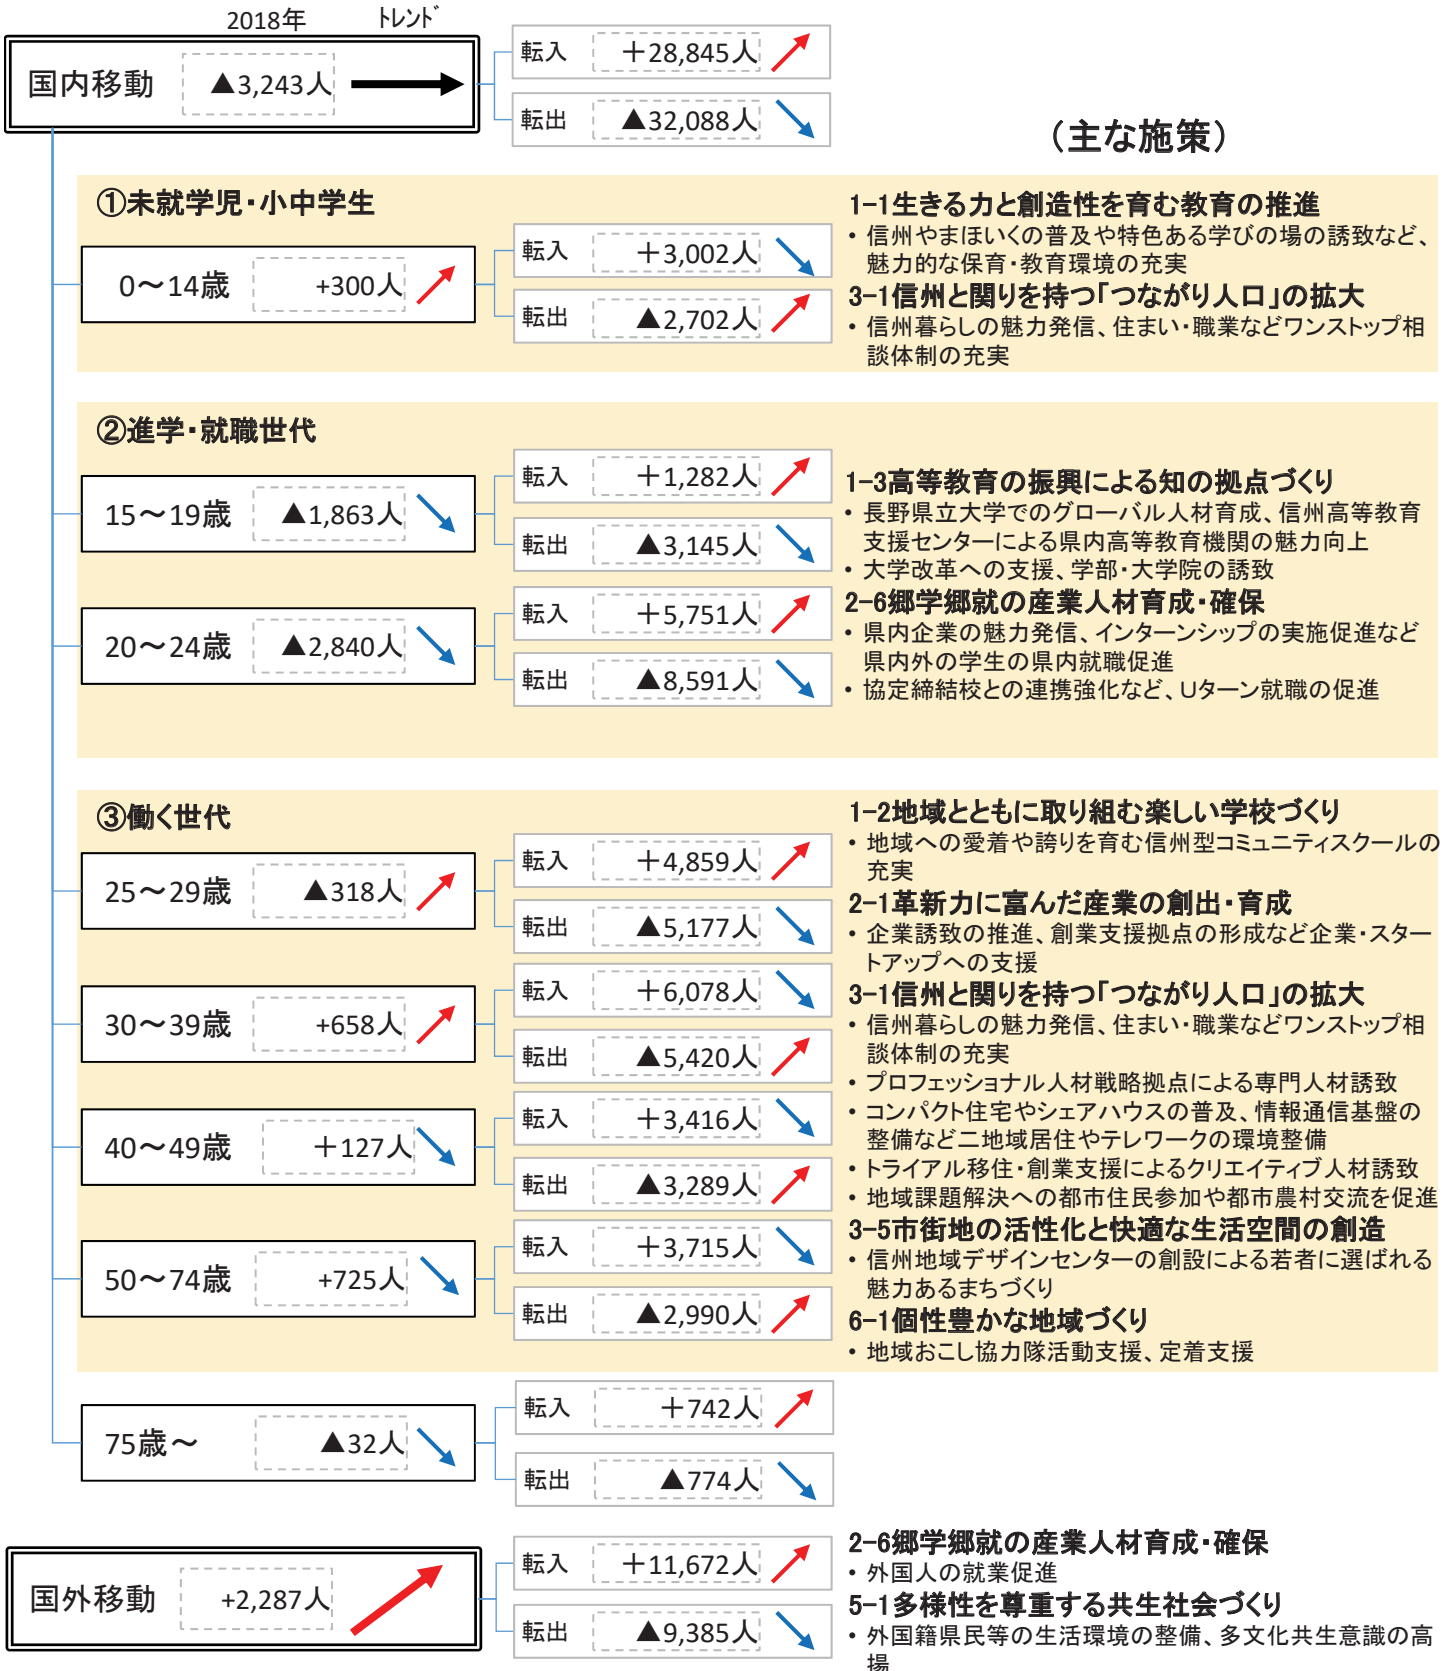 2018年 トレンド
国内移動 ▲3,243人
転入 ＋28,845人
転出 ▲32,088人
（主な施策）
①未就学児・小中学生
0～14歳 +300人
転入 ＋3,002人
転出 ▲2,702人
1-1生きる力と創造性を育む教育の推進
• 信州やまほいくの普及や特色ある学びの場の誘致など、
魅力的な保育・教育環境の充実
3-1信州と関りを持つ「つながり人口」の拡大
• 信州暮らしの魅力発信、住まい・職業などワンストップ相
談体制の充実
②進学・就職世代
15～19歳 ▲1,863人
転入 ＋1,282人
転出 ▲3,145人
20～24歳 ▲2,840人
転入 ＋5,751人
転出 ▲8,591人
1-3高等教育の振興による知の拠点づくり
• 長野県立大学でのグローバル人材育成、信州高等教育
支援センターによる県内高等教育機関の魅力向上
• 大学改革への支援、学部・大学院の誘致
2-6郷学郷就の産業人材育成・確保
• 県内企業の魅力発信、インターンシップの実施促進など
県内外の学生の県内就職促進
• 協定締結校との連携強化など、Uターン就職の促進
③働く世代
25～29歳 ▲318人
転入 ＋4,859人
転出 ▲5,177人
30～39歳 +658人
転入 ＋6,078人
転出 ▲5,420人
40～49歳 ＋127人
転入 ＋3,416人
転出 ▲3,289人
50～74歳 +725人
転入 ＋3,715人
転出 ▲2,990人
1-2地域とともに取り組む楽しい学校づくり
• 地域への愛着や誇りを育む信州型コミュニティスクールの
充実
2-1革新力に富んだ産業の創出・育成
• 企業誘致の推進、創業支援拠点の形成など企業・スター
トアップへの支援
3-1信州と関りを持つ「つながり人口」の拡大
• 信州暮らしの魅力発信、住まい・職業などワンストップ相
談体制の充実
• プロフェッショナル人材戦略拠点による専門人材誘致
• コンパクト住宅やシェアハウスの普及、情報通信基盤の
整備など二地域居住やテレワークの環境整備
• トライアル移住・創業支援によるクリエイティブ人材誘致
• 地域課題解決への都市住民参加や都市農村交流を促進
3-5市街地の活性化と快適な生活空間の創造
• 信州地域デザインセンターの創設による若者に選ばれる
魅力あるまちづくり
6-1個性豊かな地域づくり
• 地域おこし協力隊活動支援、定着支援
75歳～ ▲32人
転入 ＋742人
転出 ▲774人
国外移動 +2,287人
転入 ＋11,672人
転出 ▲9,385人
2-6郷学郷就の産業人材育成・確保
• 外国人の就業促進
5-1多様性を尊重する共生社会づくり
• 外国籍県民等の生活環境の整備、多文化共生意識の高
揚